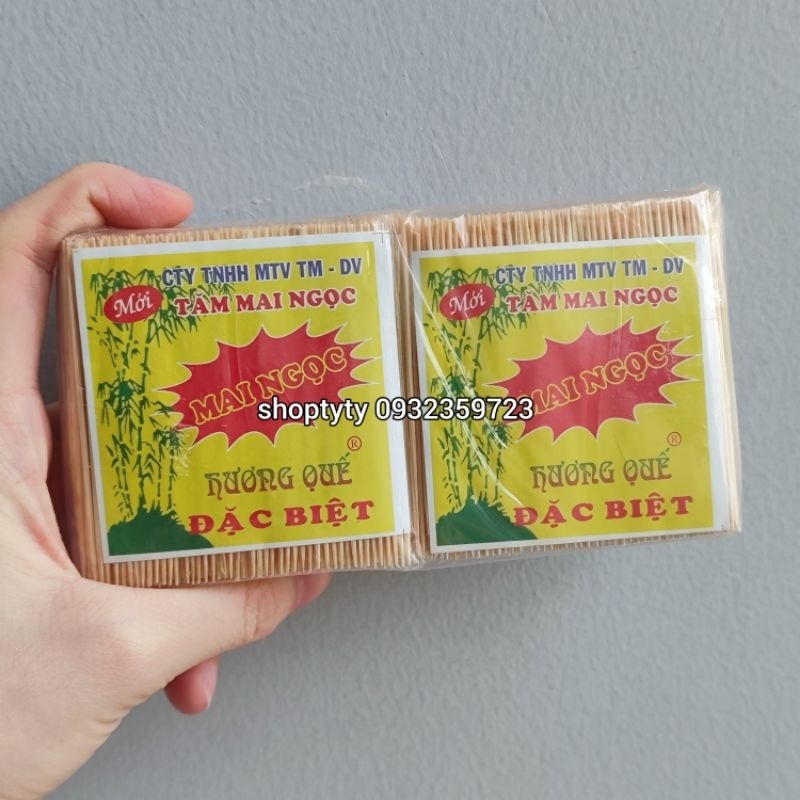 CTY TNHH MTV TM - DV
Mới
TĂM MAI NGỌC
MAI NGỌC
HƯƠNG QUẾ ®
ĐẶC BIỆT
CTY TNHH MTV TM - DV
Mới
TĂM MAI NGỌC
MAI NGỌC
HƯƠNG QUẾ ®
ĐẶC BIỆT
shoptyty 0932359723